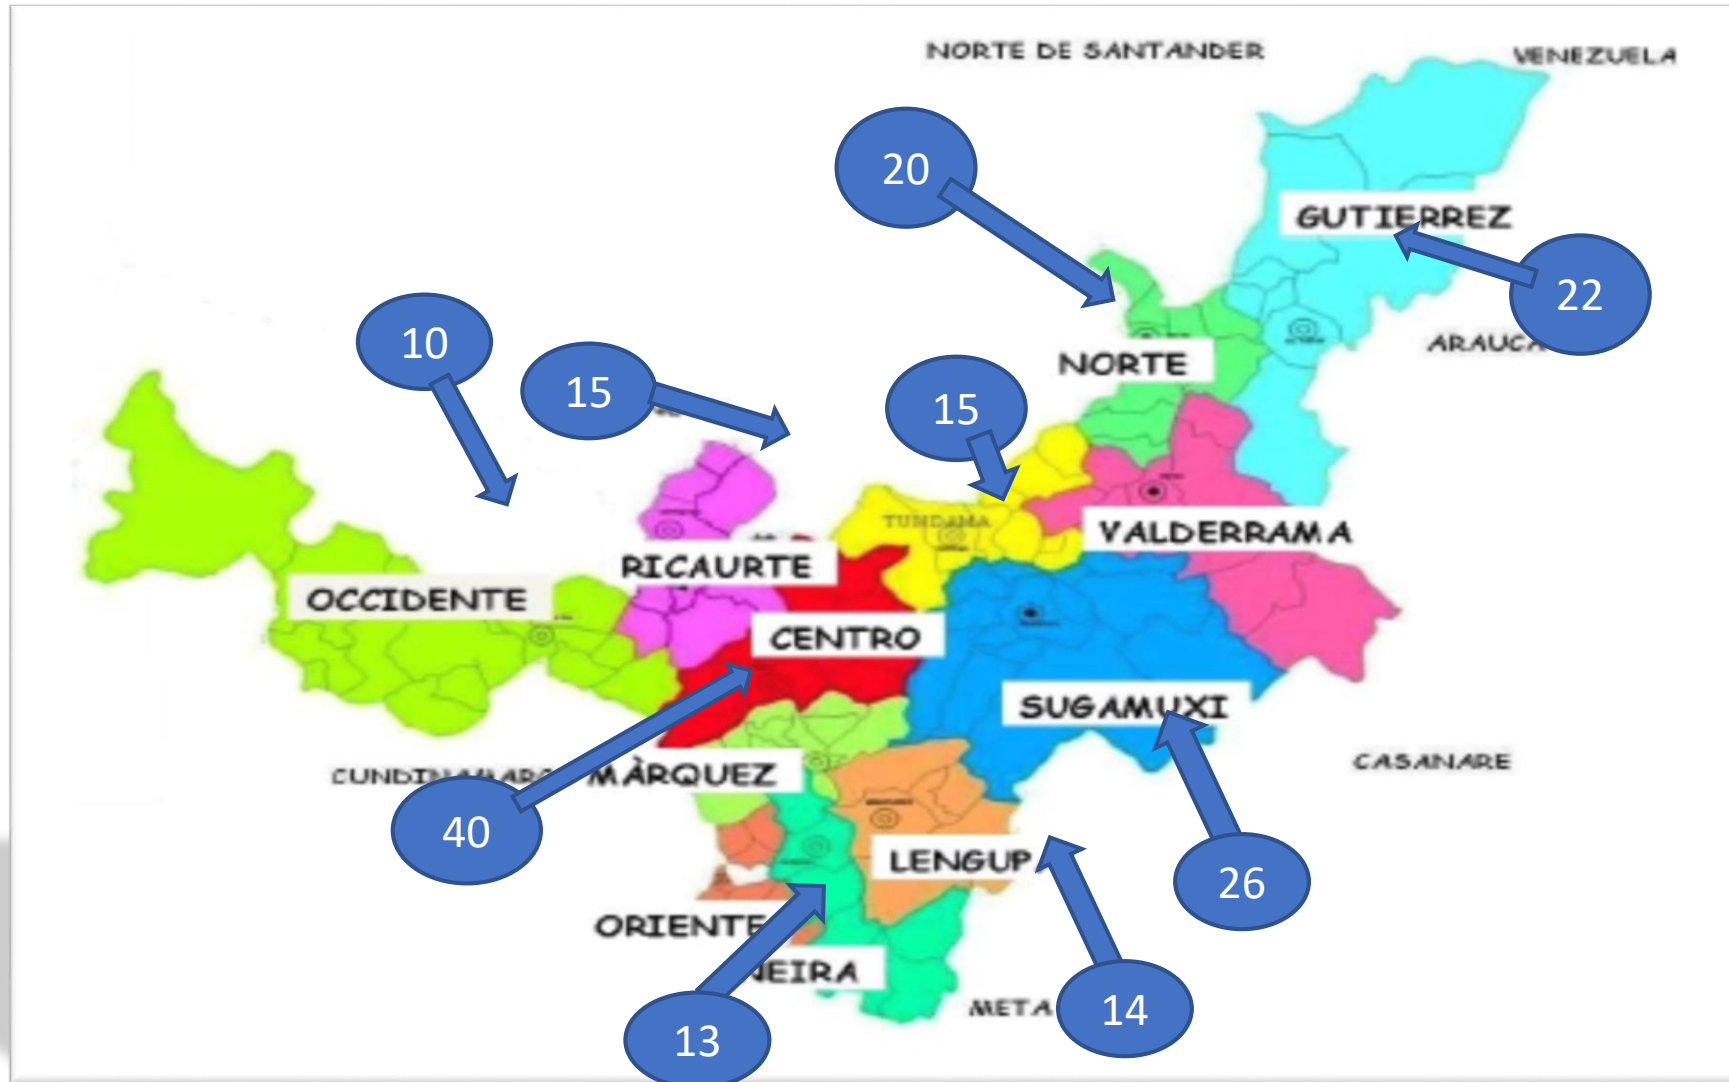 NORTE DE SANTANDER
VENEZUELA
20
GUTIERREZ
22
10
ARAUCA
15
NORTE
15
TUNDAMA
VALDERRAMA
RICAURTE
OCCIDENTE
CENTRO
SUGAMUXI
CASANARE
MÀRQUEZ
40
LENGUP
26
ORIENTE
NEIRA
META
14
13